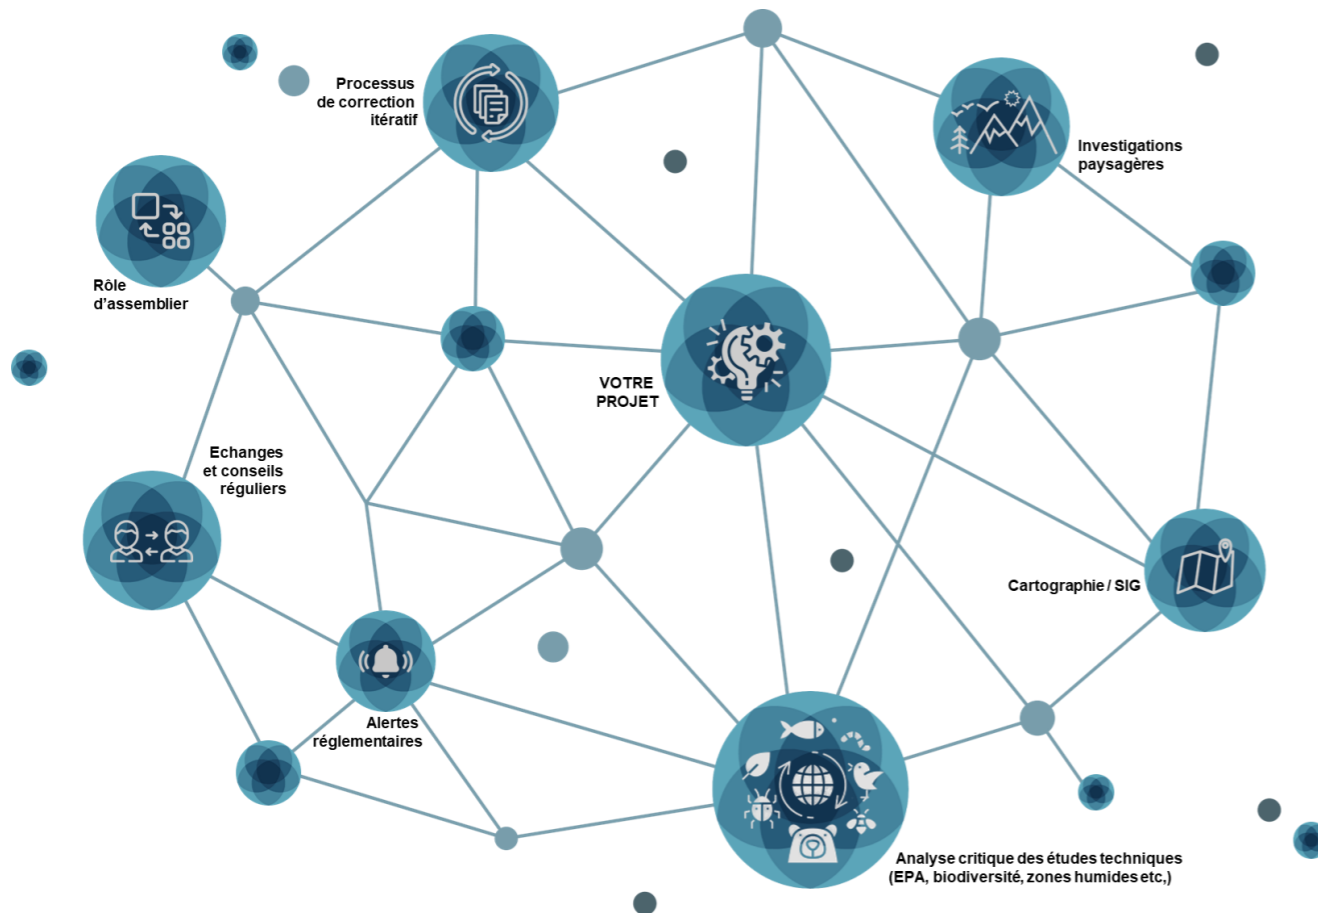 Processus
de correction
itératif
Investigations
paysagères
Rôle
d'assemblier
VOTRE
PROJET
Echanges
et conseils
réguliers
Cartographie / SIG
Alertes
réglementaires
Analyse critique des études techniques
(EPA, biodiversité, zones humides etc,)